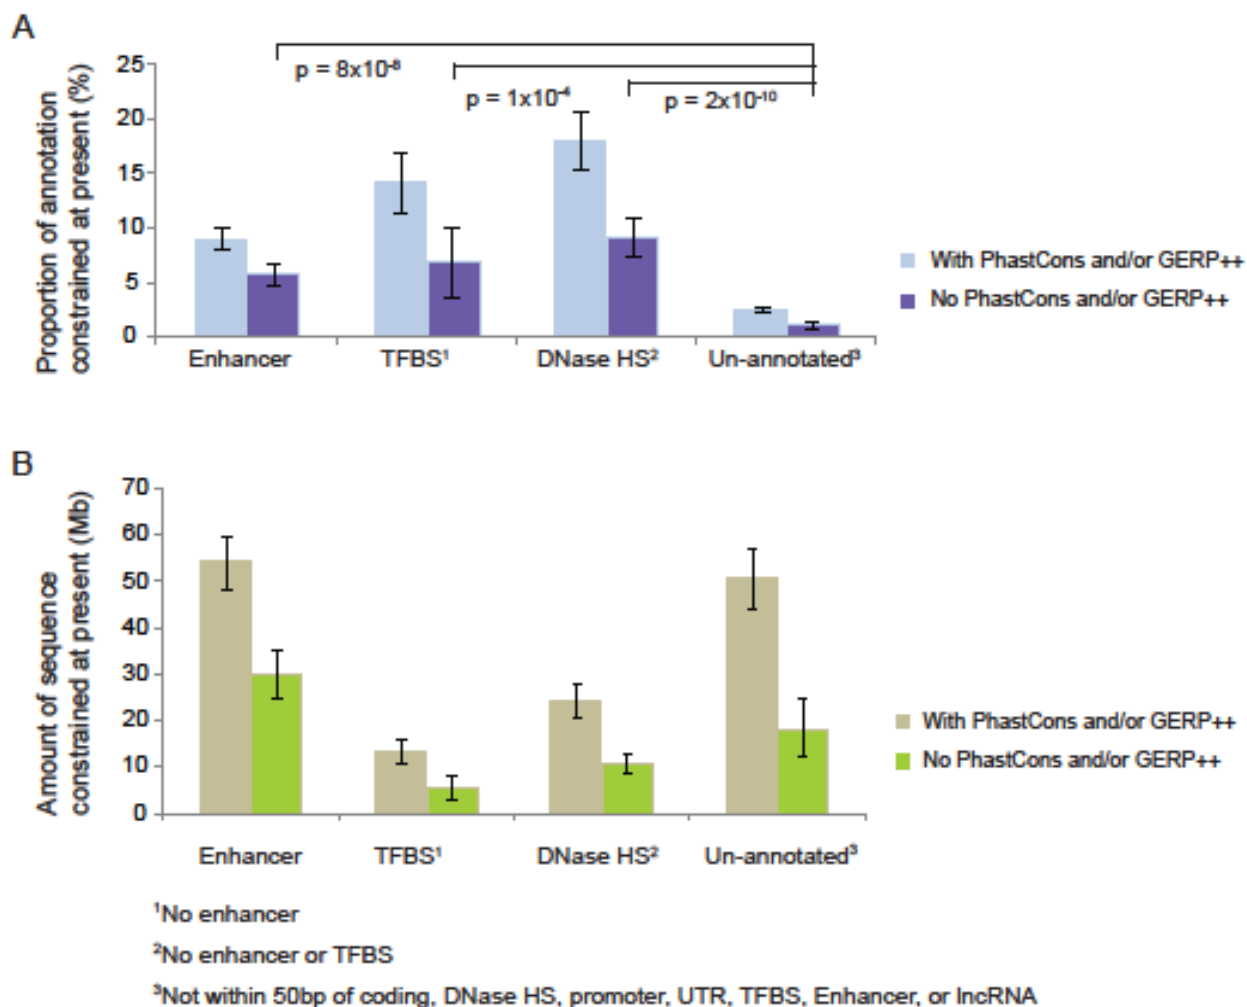 A
Proportion of annotation
constrained at present (%)
25
20
15
10
5
0
p = 8x10⁻⁸
p = 1x10⁻⁴
p = 2x10⁻¹⁰
Enhancer
TFBS¹
DNase HS²
Un-annotated³
With PhastCons and/or GERP++
No PhastCons and/or GERP++
B
Amount of sequence
constrained at present (Mb)
70
60
50
40
30
20
10
0
Enhancer
TFBS¹
DNase HS²
Un-annotated³
With PhastCons and/or GERP++
No PhastCons and/or GERP++
¹No enhancer
²No enhancer or TFBS
³Not within 50bp of coding, DNase HS, promoter, UTR, TFBS, Enhancer, or lncRNA